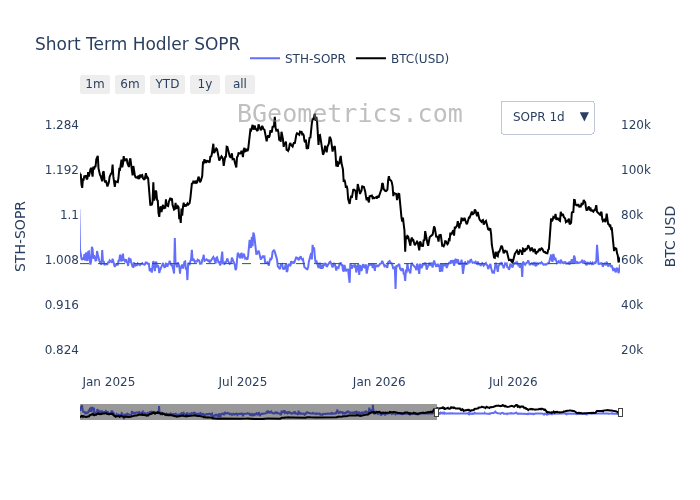 Short Term Hodler SOPR
STH-SOPR BTC(USD)
1m 6m YTD 1y all
BGeometrics.com
SOPR 1d ▼
1.284
1.192
1.1
1.008
0.916
0.824
STH-SOPR
120k
100k
80k
60k
40k
20k
BTC USD
Jan 2025 Jul 2025 Jan 2026 Jul 2026